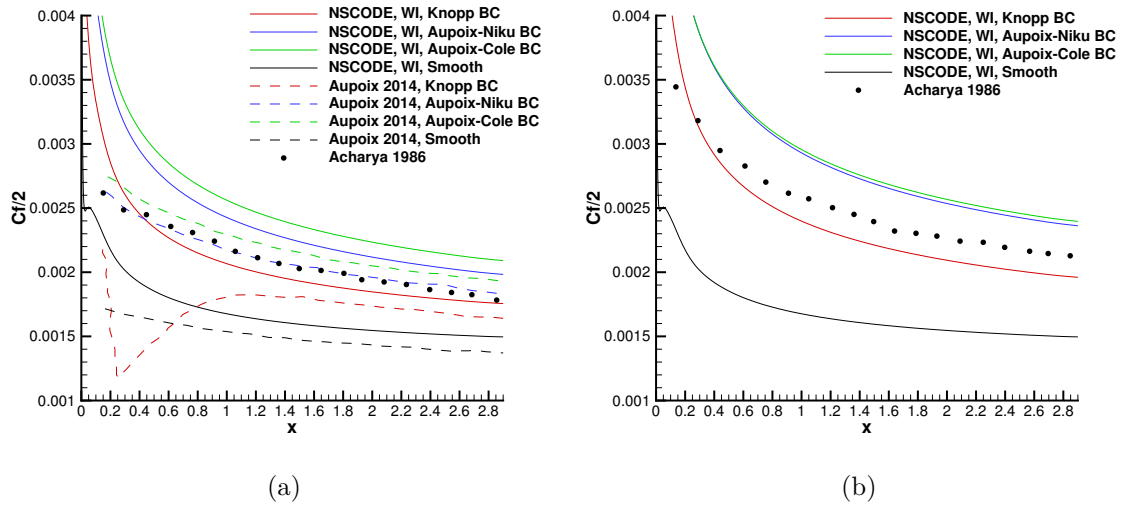 0.004
0.0035
0.003
0.0025
0.002
0.0015
0.001
Cf/2
0 0.2 0.4 0.6 0.8 1 1.2 1.4 1.6 1.8 2 2.2 2.4 2.6 2.8
x
NSCODE, WI, Knopp BC
NSCODE, WI, Aupoix-Niku BC
NSCODE, WI, Aupoix-Cole BC
NSCODE, WI, Smooth
Aupoix 2014, Knopp BC
Aupoix 2014, Aupoix-Niku BC
Aupoix 2014, Aupoix-Cole BC
Aupoix 2014, Smooth
Acharya 1986
(a)
0.004
0.0035
0.003
0.0025
0.002
0.0015
0.001
Cf/2
0 0.2 0.4 0.6 0.8 1 1.2 1.4 1.6 1.8 2 2.2 2.4 2.6 2.8
x
NSCODE, WI, Knopp BC
NSCODE, WI, Aupoix-Niku BC
NSCODE, WI, Aupoix-Cole BC
NSCODE, WI, Smooth
Acharya 1986
(b)